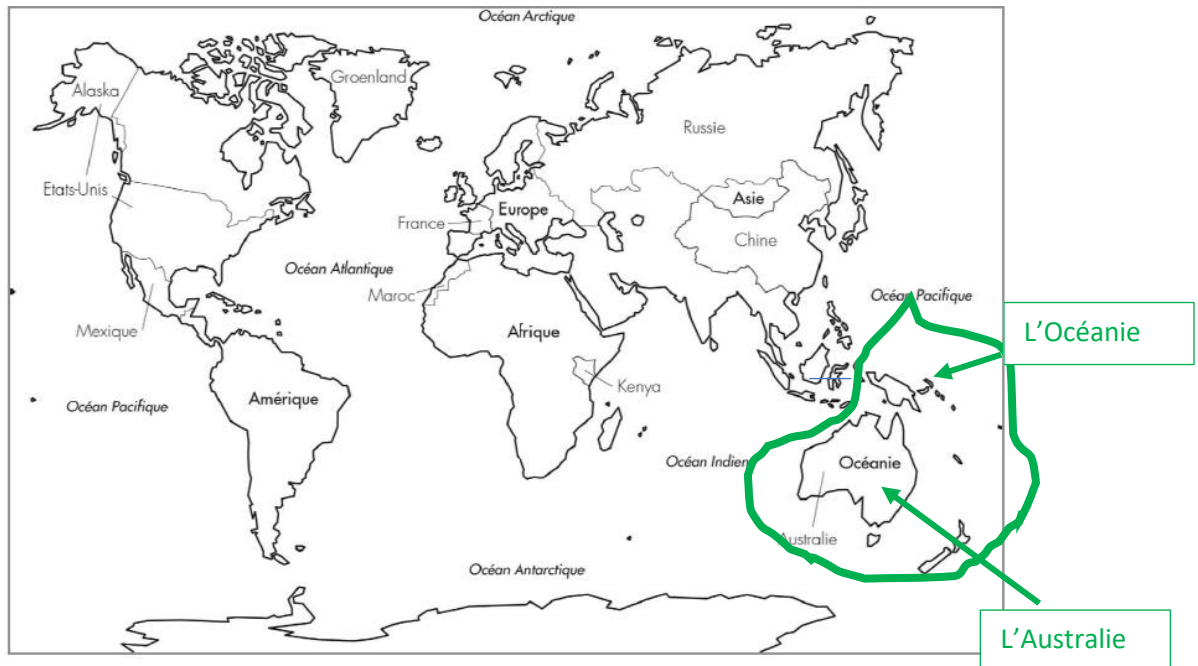 Océan Arctique
Groenland
Alaska
Russie
Etats-Unis
Asie
Europe
France
Chine
Océan Atlantique
Maroc
Océan Pacifique
L'Océanie
Mexique
Afrique
Kenya
Amérique
Océan Pacifique
Océan Indien
Océanie
Australie
Océan Antarctique
L'Australie